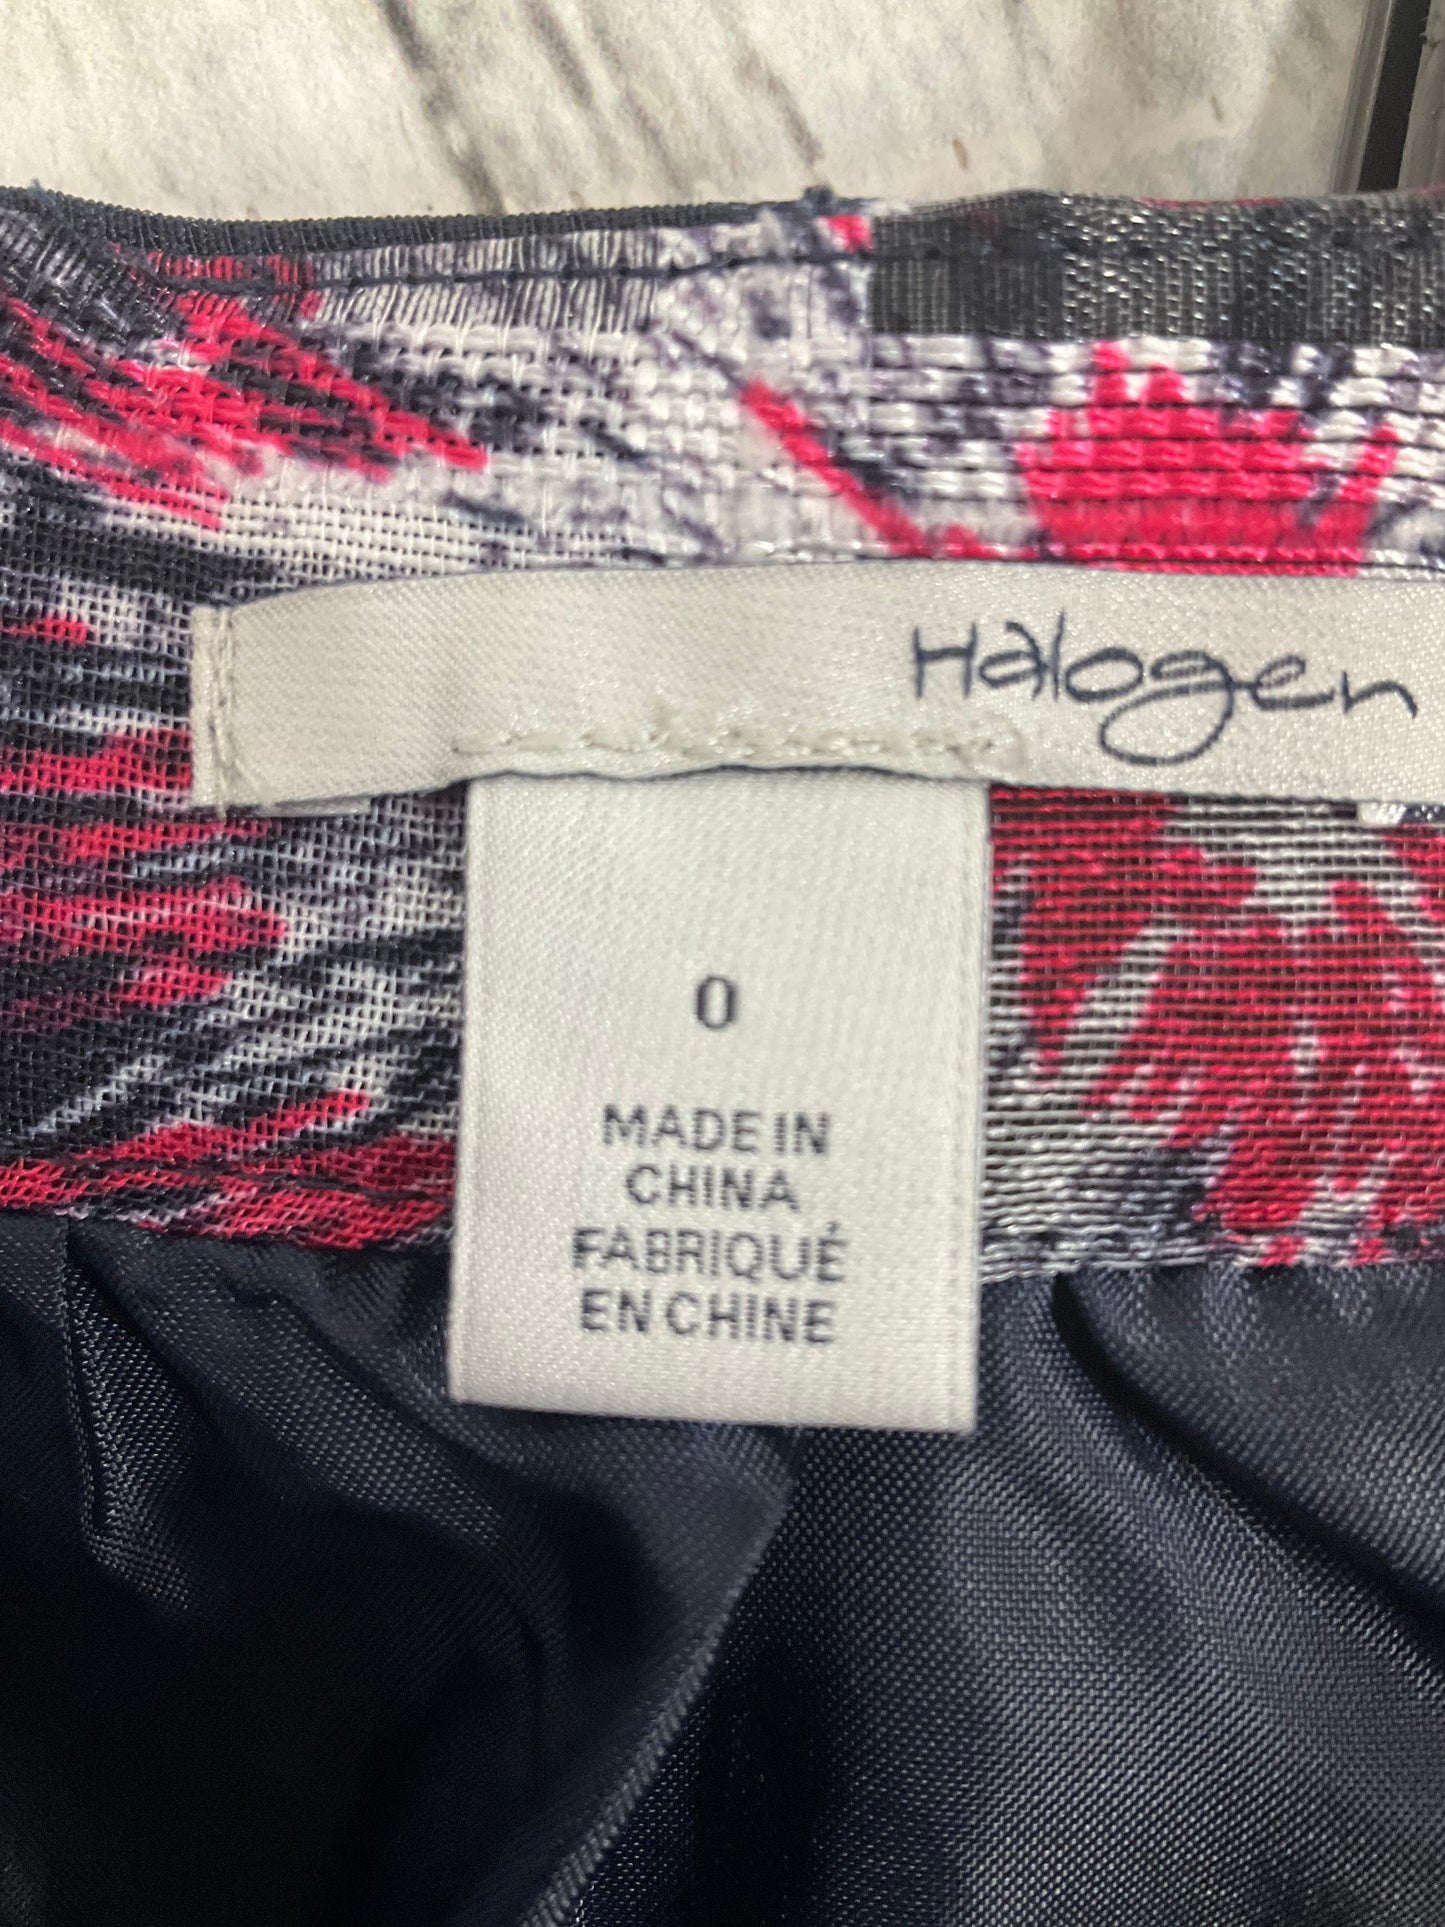 Halogen
0
MADE IN
CHINA
FABRIQUÉ
EN CHINE